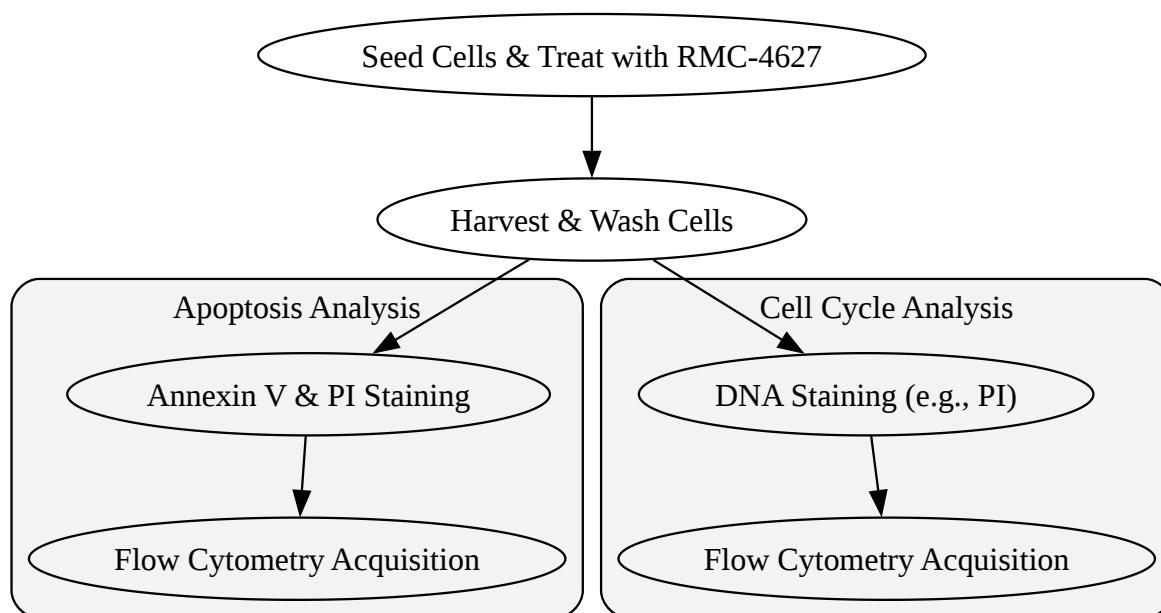 Seed Cells & Treat with RMC-4627
Harvest & Wash Cells
Apoptosis Analysis
Annexin V & PI Staining
Flow Cytometry Acquisition
Cell Cycle Analysis
DNA Staining (e.g., PI)
Flow Cytometry Acquisition